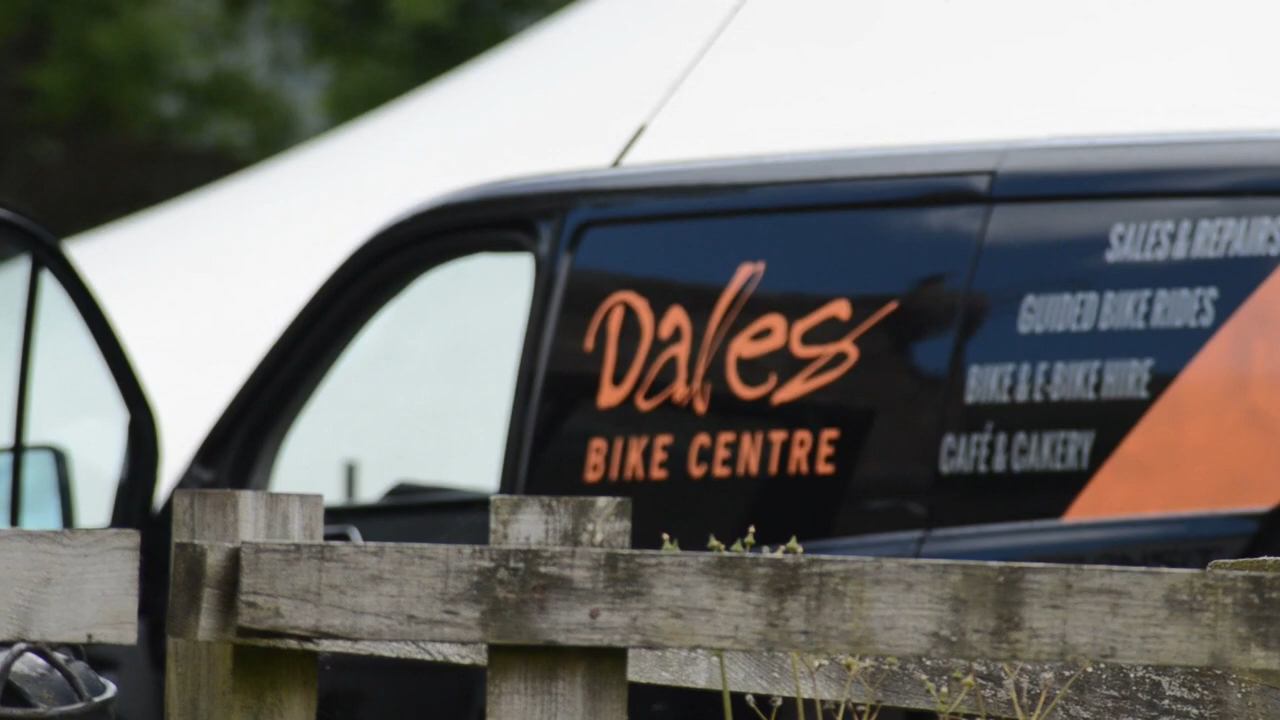 Dales
BIKE CENTRE
SALES & REPAIRS
GUIDED BIKE RIDES
BIKE & E-BIKE HIRE
CAFÉ & CAKERY